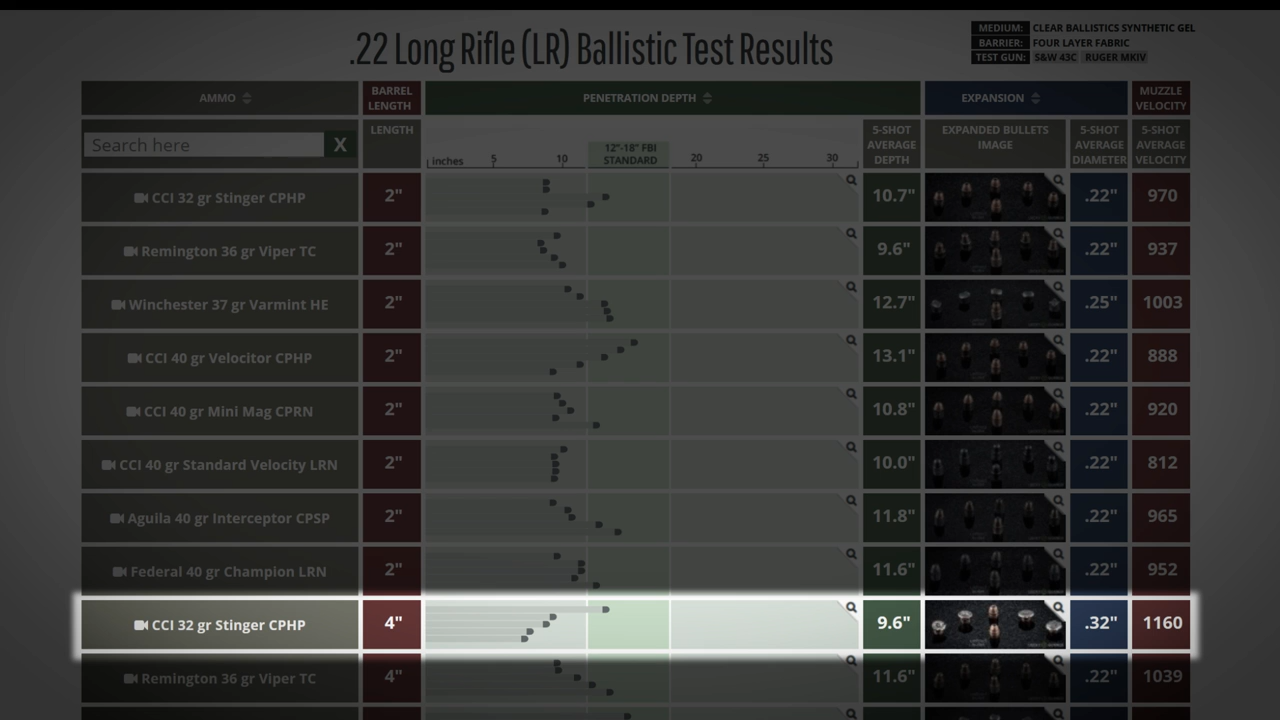 .22 Long Rifle (LR) Ballistic Test Results
MEDIUM: CLEAR BALLISTICS SYNTHETIC GEL
BARRIER: FOUR LAYER FABRIC
TEST GUN: S&W 43C RUGER MKIV
AMMO
BARREL LENGTH
PENETRATION DEPTH
EXPANSION
MUZZLE VELOCITY
Search here X
LENGTH
inches 5 10 12"-18" FBI STANDARD 20 25 30
5-SHOT AVERAGE DEPTH
EXPANDED BULLETS IMAGE
5-SHOT AVERAGE DIAMETER
5-SHOT AVERAGE VELOCITY
CCI 32 gr Stinger CPHP 2" 10.7" .22" 970
Remington 36 gr Viper TC 2" 9.6" .22" 937
Winchester 37 gr Varmint HE 2" 12.7" .25" 1003
CCI 40 gr Velocitor CPHP 2" 13.1" .22" 888
CCI 40 gr Mini Mag CPRN 2" 10.8" .22" 920
CCI 40 gr Standard Velocity LRN 2" 10.0" .22" 812
Aguila 40 gr Interceptor CPSP 2" 11.8" .22" 965
Federal 40 gr Champion LRN 2" 11.6" .22" 952
CCI 32 gr Stinger CPHP 4" 9.6" .32" 1160
Remington 36 gr Viper TC 4" 11.6" .22" 1039